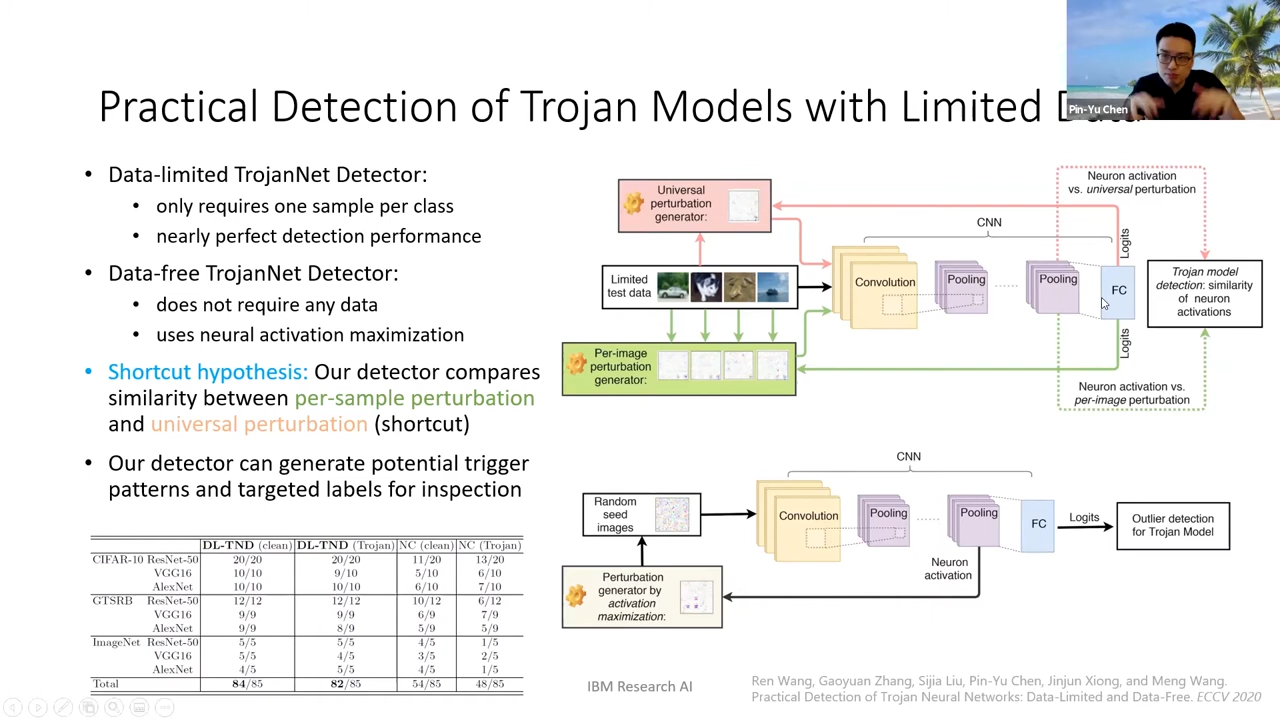 Practical Detection of Trojan Models with Limited
Pin-Yu Chen
• Data-limited TrojanNet Detector:
• only requires one sample per class
• nearly perfect detection performance
• Data-free TrojanNet Detector:
• does not require any data
• uses neural activation maximization
• Shortcut hypothesis: Our detector compares
similarity between per-sample perturbation
and universal perturbation (shortcut)
• Our detector can generate potential trigger
patterns and targeted labels for inspection
DL-TND (clean) DL-TND (Trojan) NC (clean) NC (Trojan)
CIFAR-10 ResNet-50 20/20 20/20 11/20 13/20
VGG16 10/10 9/10 5/10 6/10
AlexNet 10/10 10/10 6/10 7/10
GTSRB ResNet-50 12/12 12/12 10/12 6/12
VGG16 9/9 9/9 6/9 7/9
AlexNet 9/9 8/9 5/9 5/9
ImageNet ResNet-50 5/5 5/5 4/5 1/5
VGG16 5/5 4/5 3/5 2/5
AlexNet 4/5 5/5 4/5 1/5
Total 84/85 82/85 54/85 48/85
Universal
perturbation
generator:
Limited
test data
Per-image
perturbation
generator:
CNN
Convolution
Pooling
Pooling
FC
Logits
Logits
Neuron activation
vs. universal perturbation
Trojan model
detection: similarity
of neuron
activations
Neuron activation vs.
per-image perturbation
CNN
Random
seed
images
Convolution
Pooling
Pooling
FC
Logits
Outlier detection
for Trojan Model
Neuron
activation
Perturbation
generator by
activation
maximization:
IBM Research AI
Ren Wang, Gaoyuan Zhang, Sijia Liu, Pin-Yu Chen, Jinjun Xiong, and Meng Wang.
Practical Detection of Trojan Neural Networks: Data-Limited and Data-Free. ECCV 2020